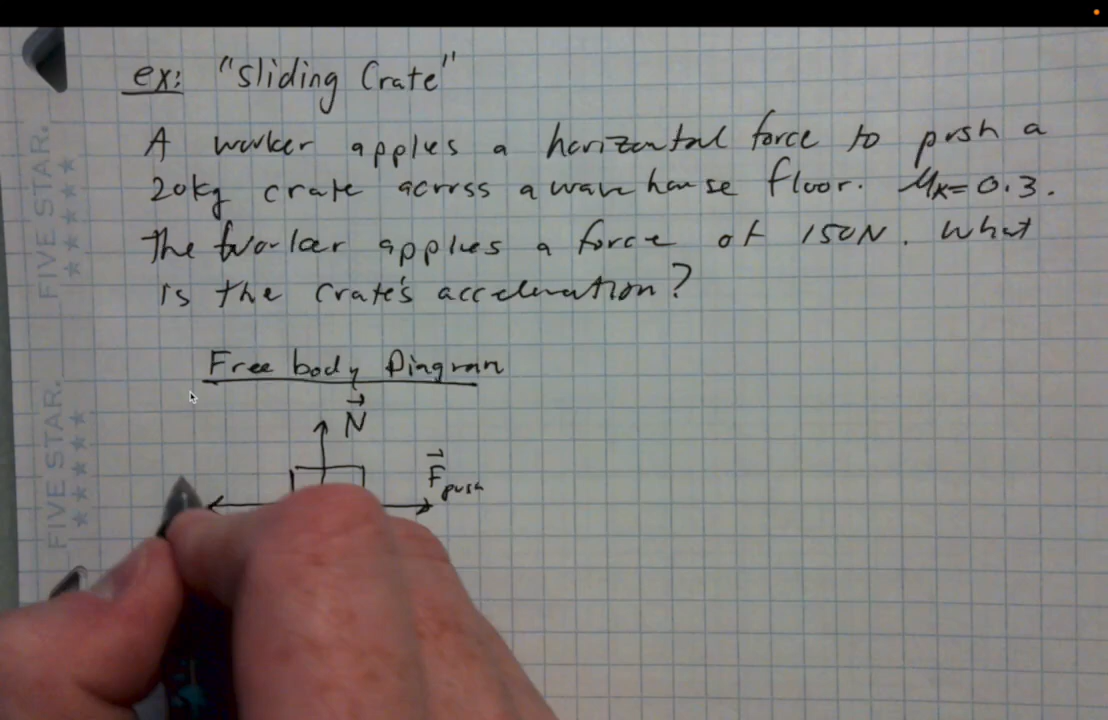 ex: "Sliding Crate"
A worker applies a horizontal force to push a
20kg crate across a warehouse floor. μk=0.3.
The worker applies a force of 150N. What
is the crate's acceleration?
Free body Diagram
N
F push
FIVE STAR.
FIVE STAR.